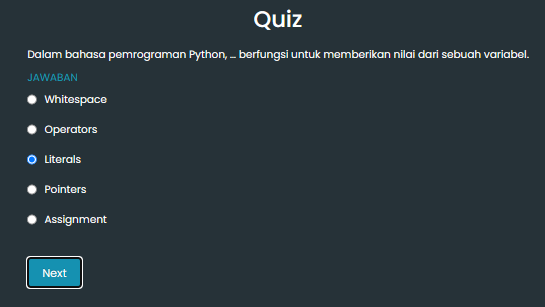 Quiz
Dalam bahasa pemrograman Python, ... berfungsi untuk memberikan nilai dari sebuah variabel.
JAWABAN
Whitespace
Operators
Literals
Pointers
Assignment
Next